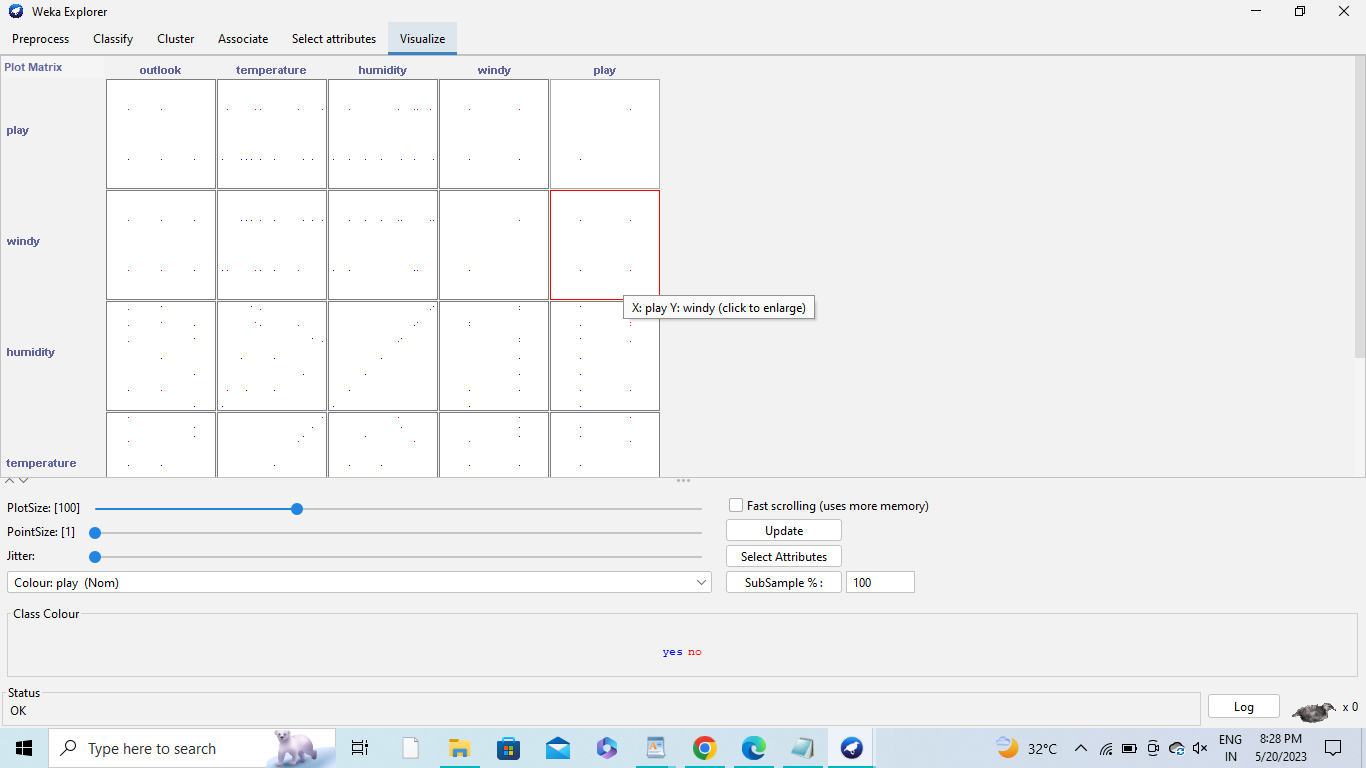 Weka Explorer
Preprocess Classify Cluster Associate Select attributes Visualize
Plot Matrix outlook temperature humidity windy play
play
windy
X: play Y: windy (click to enlarge)
humidity
temperature
PlotSize: [100] Fast scrolling (uses more memory)
PointSize: [1] Update
Jitter: Select Attributes
Colour: play (Nom) SubSample % : 100
Class Colour
yes no
Status
OK Log x 0
Type here to search 32°C ENG 8:28 PM
IN 5/20/2023